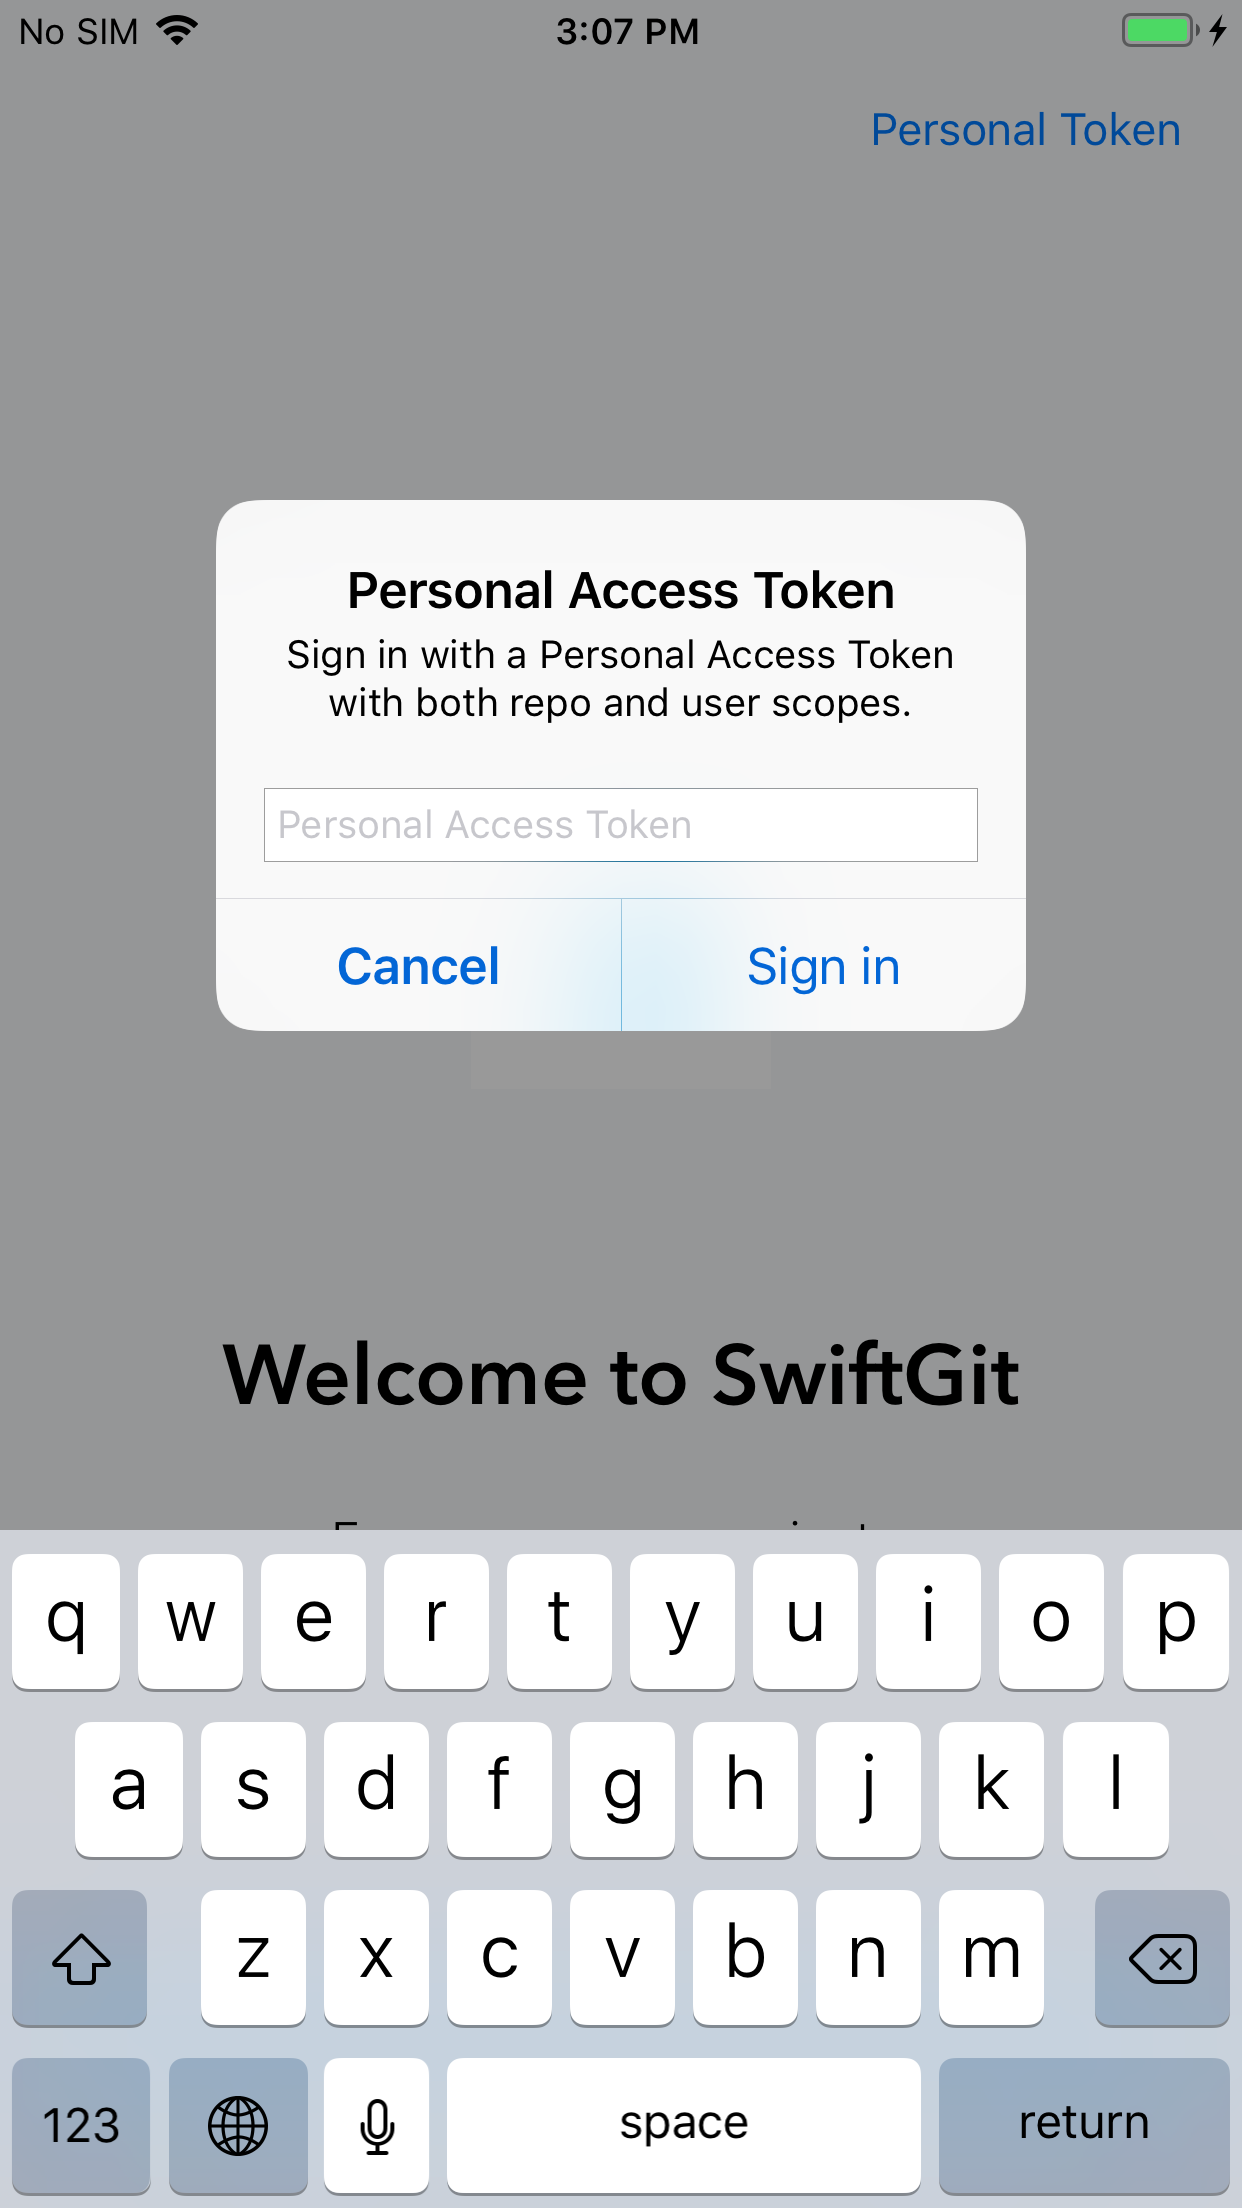 No SIM 3:07 PM
Personal Token
Personal Access Token
Sign in with a Personal Access Token
with both repo and user scopes.
Personal Access Token
Cancel Sign in
Welcome to SwiftGit
q w e r t y u i o p
a s d f g h j k l
z x c v b n m
123 space return